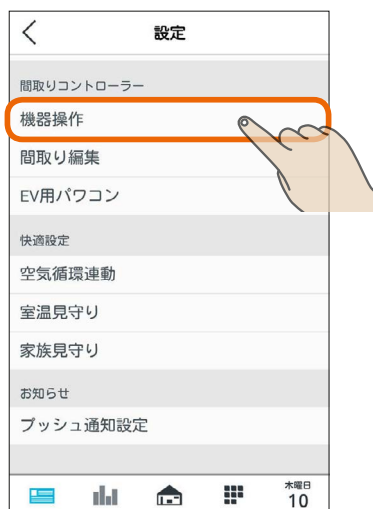 設定
間取りコントローラー
機器操作
間取り編集
EV用パワコン
快適設定
空気循環連動
室温見守り
家族見守り
お知らせ
プッシュ通知設定
木曜日
10